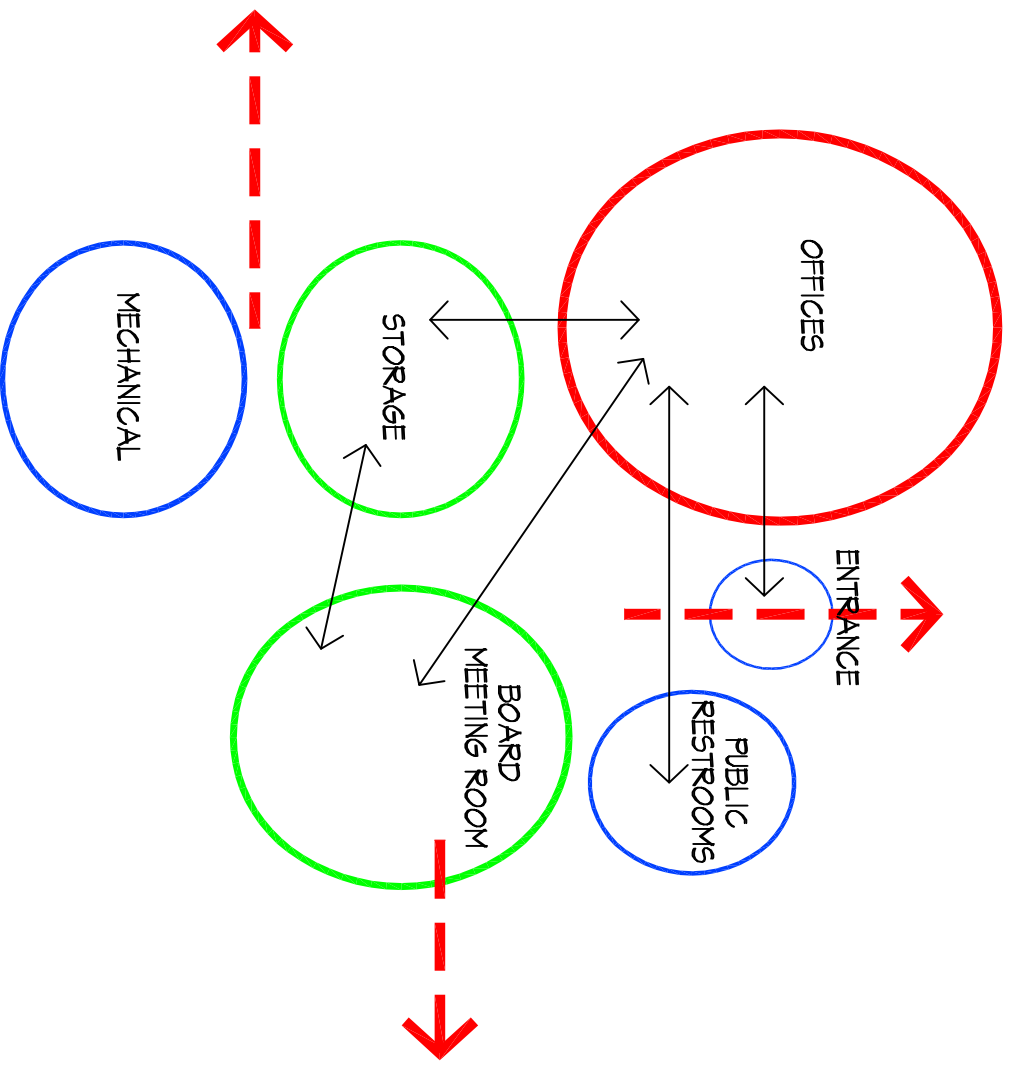 OFFICES
ENTRANCE
PUBLIC
RESTROOMS
STORAGE
BOARD
MEETING ROOM
MECHANICAL